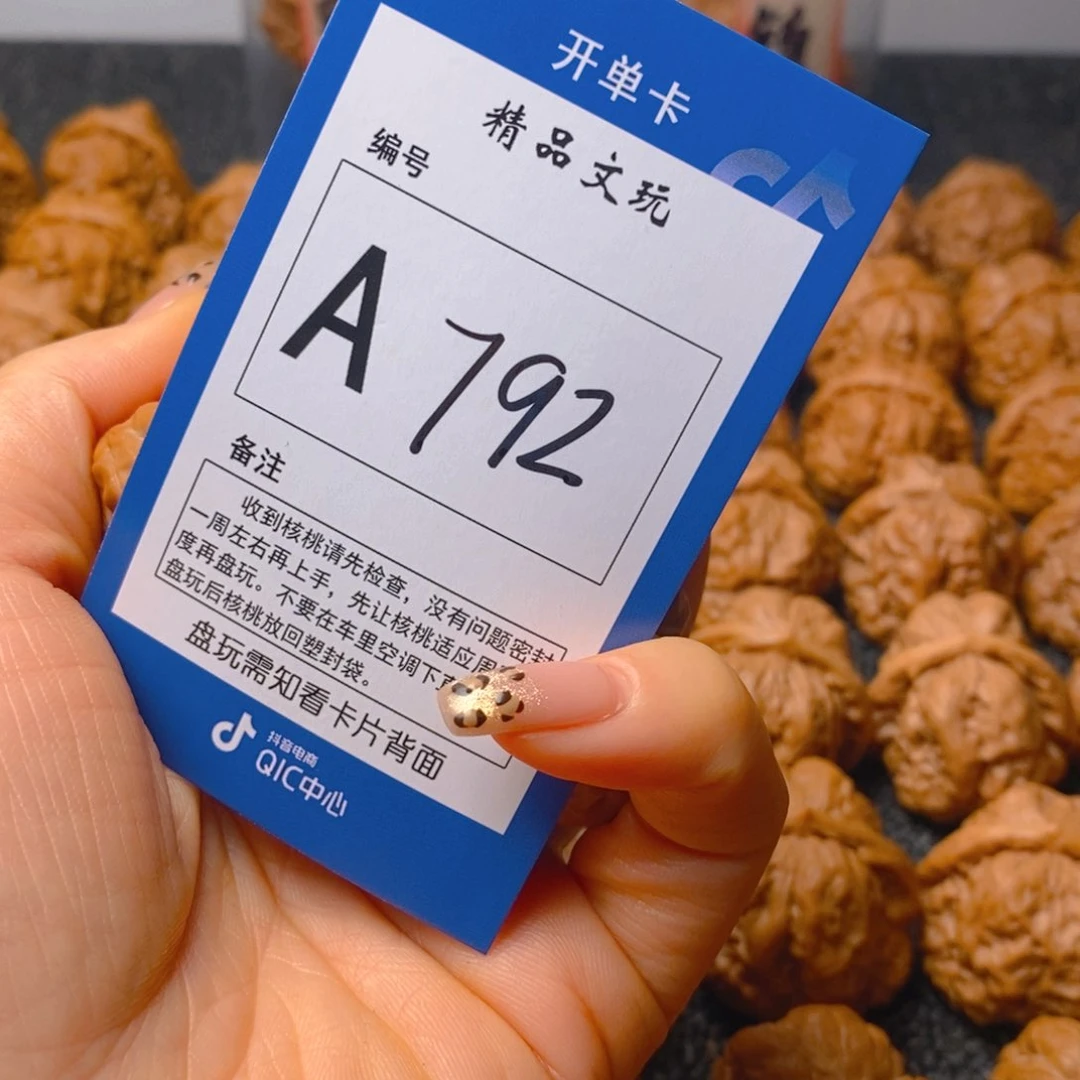 开单卡
精品文玩
编号
A 792
备注
收到核桃请先检查，没有问题密封
一周左右再上手，先让核桃适应周
度再盘玩。不要在车里空调下
盘玩后核桃放回塑封袋。
盘玩需知看卡片背面
抖音电商
QIC中心